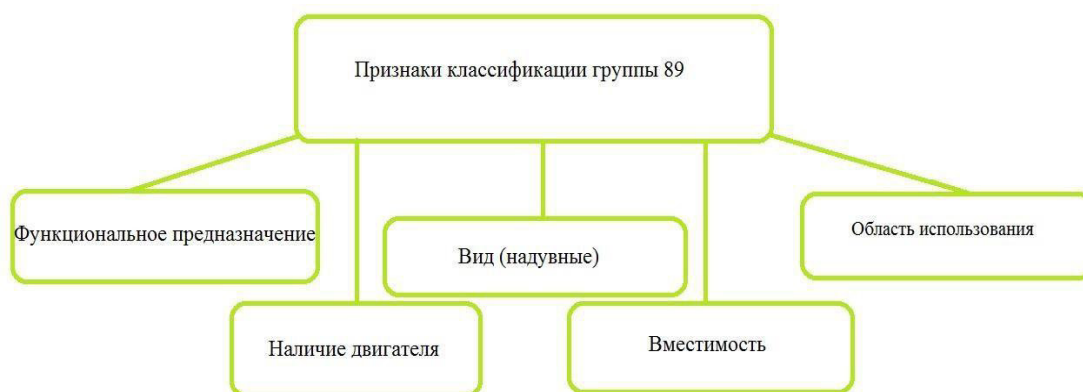 Признаки классификации группы 89
Функциональное предназначение
Вид (надувные)
Область использования
Наличие двигателя
Вместимость